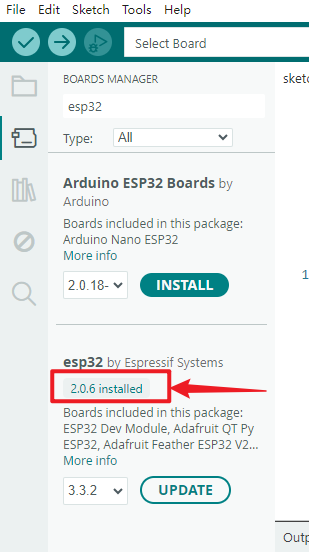 File Edit Sketch Tools Help
Select Board
BOARDS MANAGER
sketc
esp32
Type: All
Arduino ESP32 Boards by
Arduino
Boards included in this package:
Arduino Nano ESP32
More info
1
2.0.18- INSTALL
esp32 by Espressif Systems
2.0.6 installed
Boards included in this package:
ESP32 Dev Module, Adafruit QT Py
ESP32, Adafruit Feather ESP32 V2...
More info
3.3.2 UPDATE
Outp